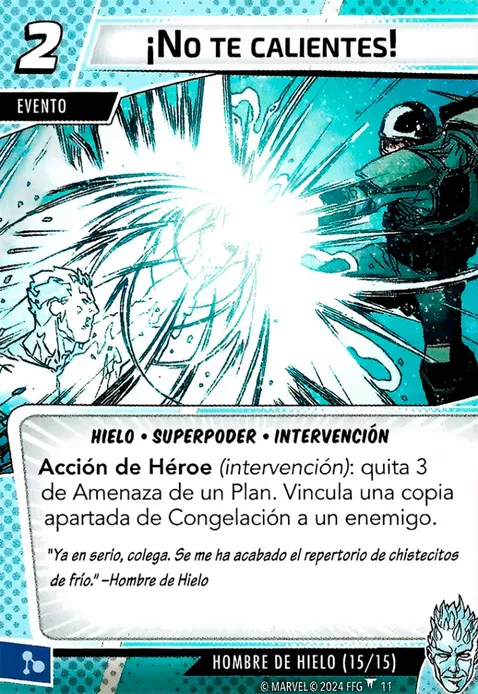 2
¡NO TE CALIENTES!
EVENTO
HIELO • SUPERPODER • INTERVENCIÓN
Acción de Héroe (intervención): quita 3
de Amenaza de un Plan. Vincula una copia
apartada de Congelación a un enemigo.
"Ya en serio, colega. Se me ha acabado el repertorio de chistecitos
de frío." –Hombre de Hielo
HOMBRE DE HIELO (15/15)
© MARVEL © 2024 FFG 11